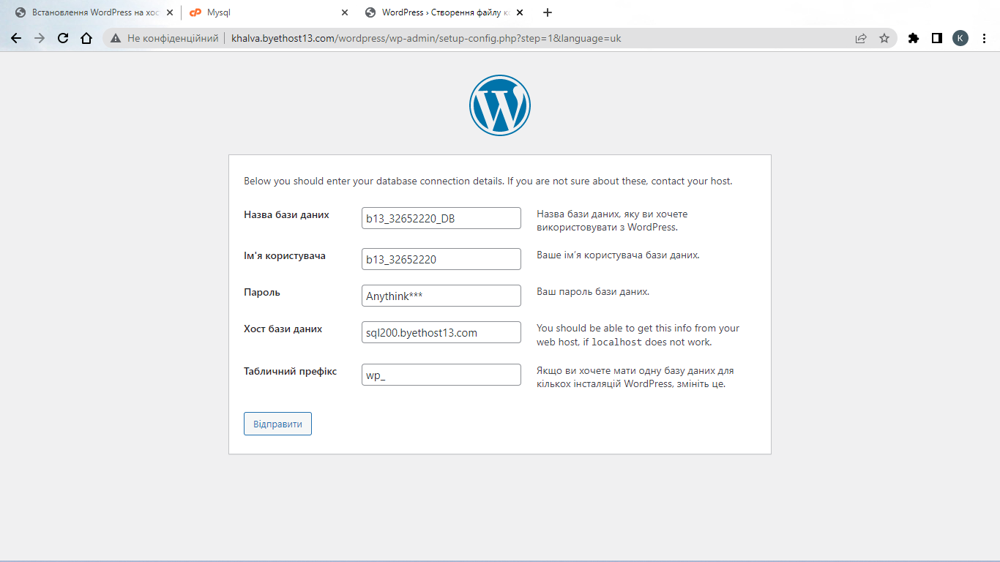 Встановлення WordPress на хос
Mysql
WordPress › Створення файлу к
Не конфіденційний
khalva.byethost13.com/wordpress/wp-admin/setup-config.php?step=1&language=uk
K
Below you should enter your database connection details. If you are not sure about these, contact your host.
Назва бази даних
b13_32652220_DB
Назва бази даних, яку ви хочете
використовувати з WordPress.
Ім'я користувача
b13_32652220
Ваше ім’я користувача бази даних.
Пароль
Anythink***
Ваш пароль бази даних.
Хост бази даних
sql200.byethost13.com
You should be able to get this info from your
web host, if localhost does not work.
Табличний префікс
wp_
Якщо ви хочете мати одну базу даних для
кількох інсталяцій WordPress, змініть це.
Відправити